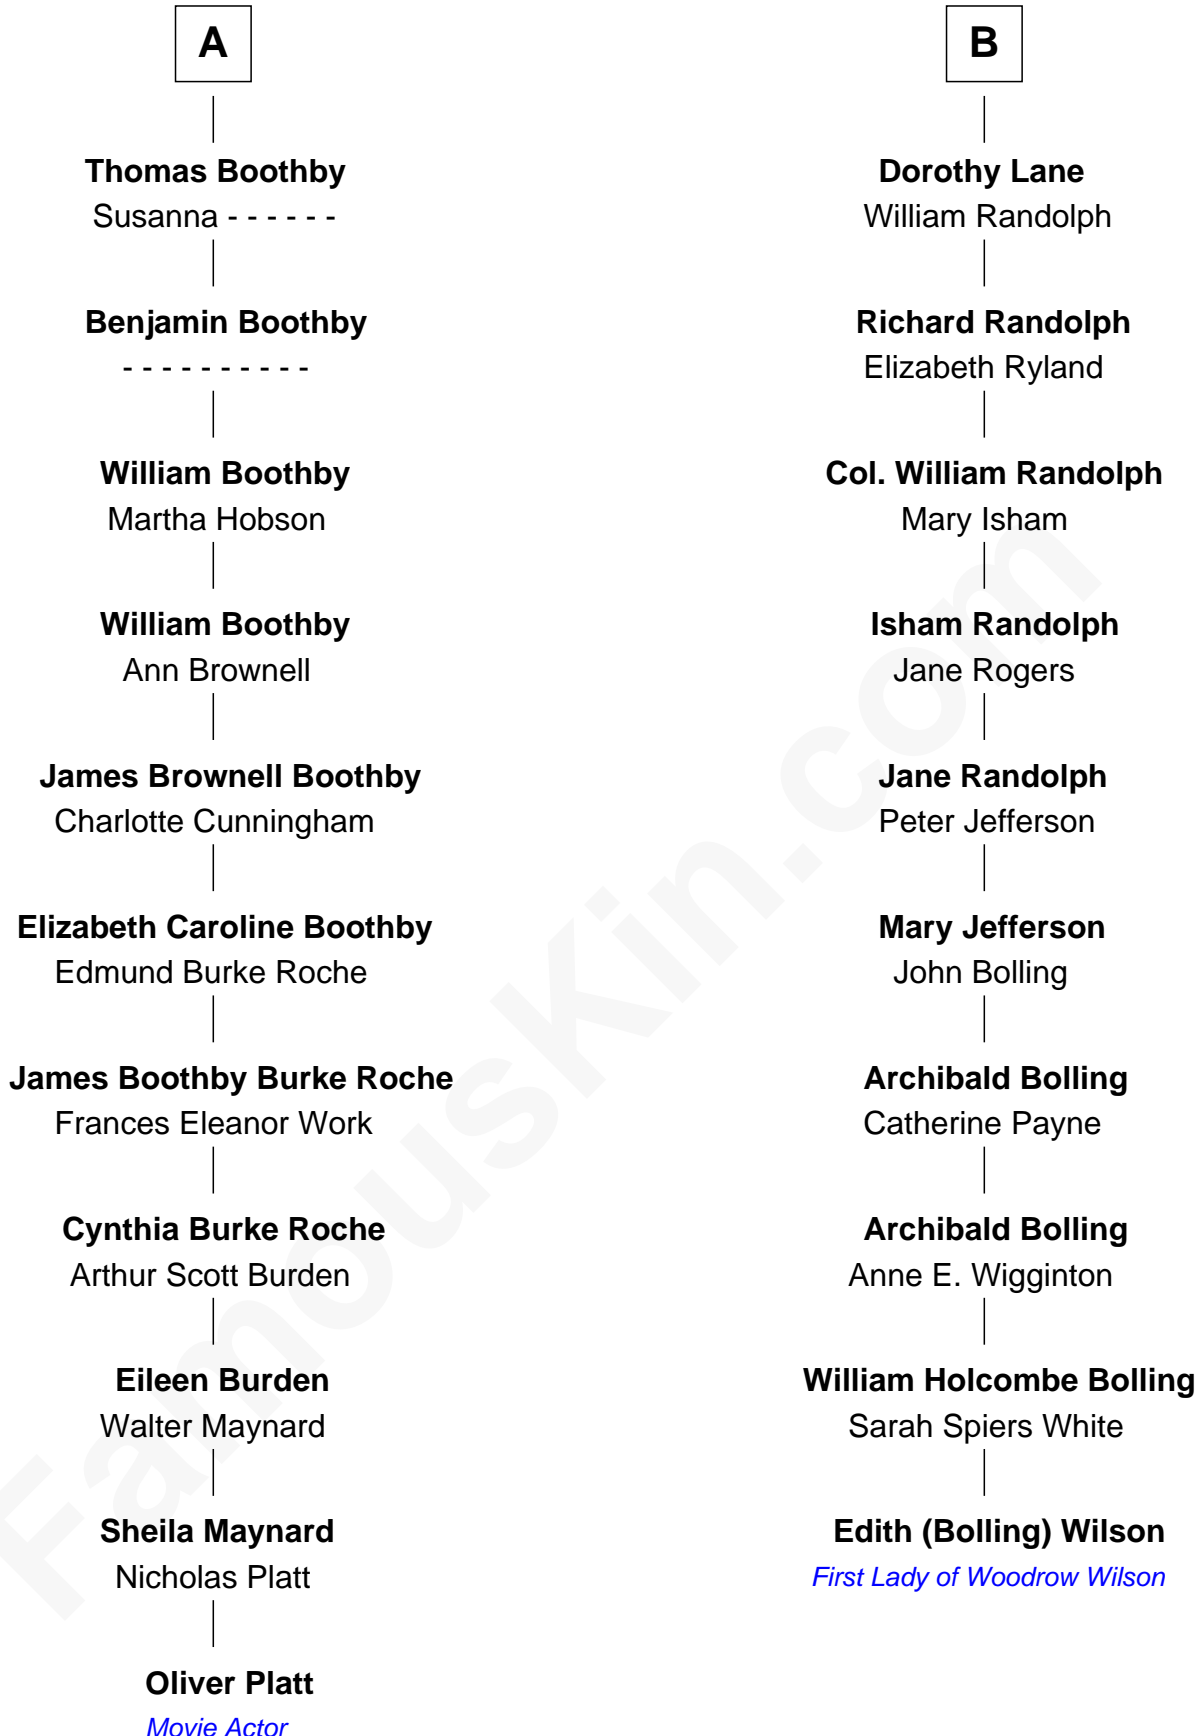 A
Thomas Boothby
Susanna - - - - - -
Benjamin Boothby
- - - - - - - - - -
William Boothby
Martha Hobson
William Boothby
Ann Brownell
James Brownell Boothby
Charlotte Cunningham
Elizabeth Caroline Boothby
Edmund Burke Roche
James Boothby Burke Roche
Frances Eleanor Work
Cynthia Burke Roche
Arthur Scott Burden
Eileen Burden
Walter Maynard
Sheila Maynard
Nicholas Platt
Oliver Platt
Movie Actor
B
Dorothy Lane
William Randolph
Richard Randolph
Elizabeth Ryland
Col. William Randolph
Mary Isham
Isham Randolph
Jane Rogers
Jane Randolph
Peter Jefferson
Mary Jefferson
John Bolling
Archibald Bolling
Catherine Payne
Archibald Bolling
Anne E. Wigginton
William Holcombe Bolling
Sarah Spiers White
Edith (Bolling) Wilson
First Lady of Woodrow Wilson
FamousKin.com